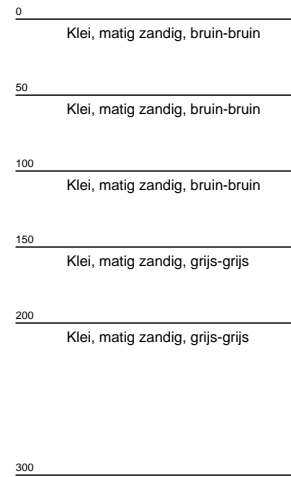 0
Klei, matig zandig, bruin-bruin
50
Klei, matig zandig, bruin-bruin
100
Klei, matig zandig, bruin-bruin
150
Klei, matig zandig, grijs-grijs
200
Klei, matig zandig, grijs-grijs
300